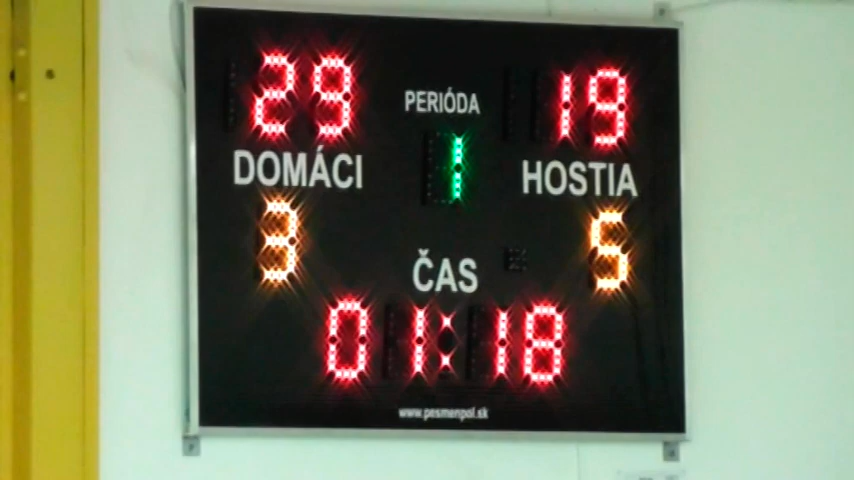 29 19
PERIÓDA
1
DOMÁCI HOSTIA
3 5
ČAS
01:18
www.pesmenpol.sk